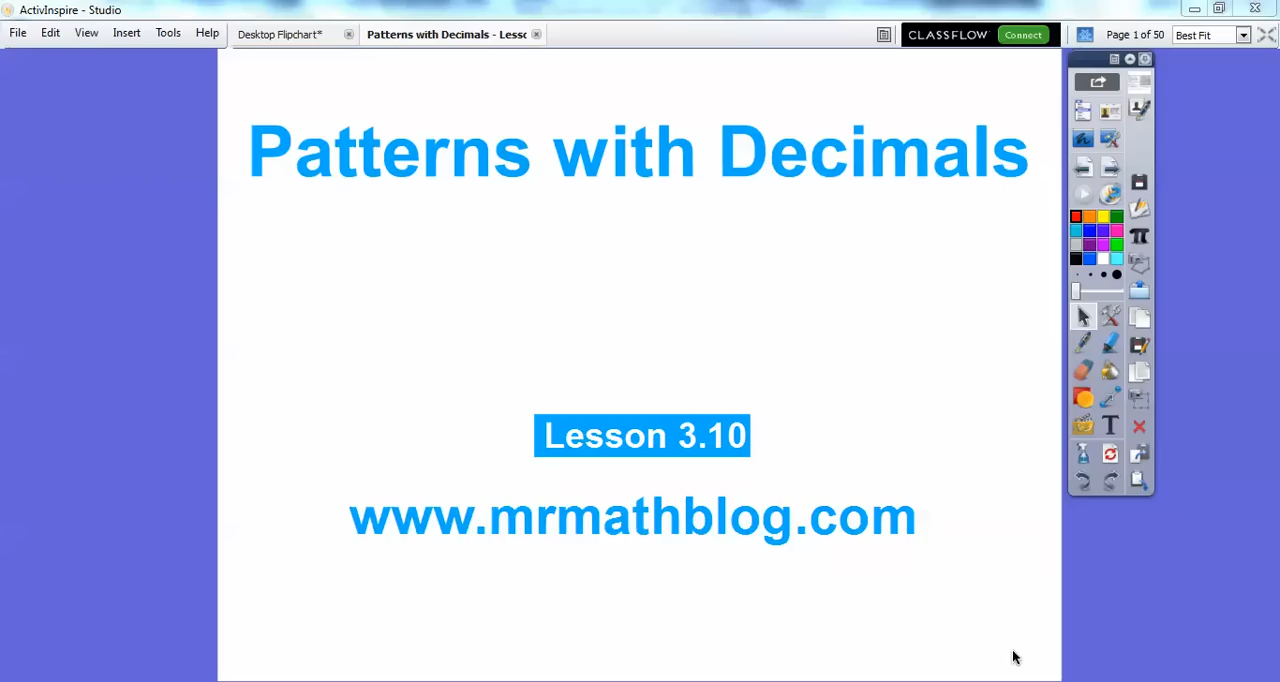 ActivInspire - Studio
File Edit View Insert Tools Help
Desktop Flipchart* Patterns with Decimals - Lesso
CLASSFLOW Connect
Page 1 of 50 Best Fit
Patterns with Decimals
Lesson 3.10
www.mrmathblog.com